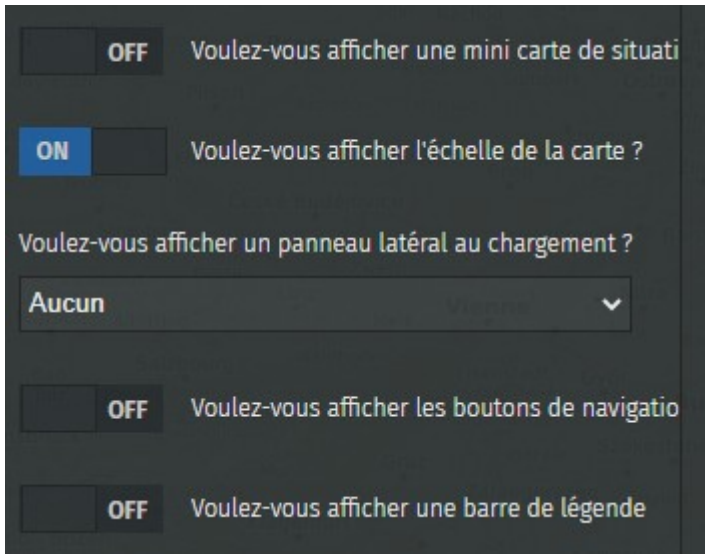 OFF Voulez-vous afficher une mini carte de situati
ON Voulez-vous afficher l'échelle de la carte ?
Voulez-vous afficher un panneau latéral au chargement ?
Aucun
OFF Voulez-vous afficher les boutons de navigatio
OFF Voulez-vous afficher une barre de légende